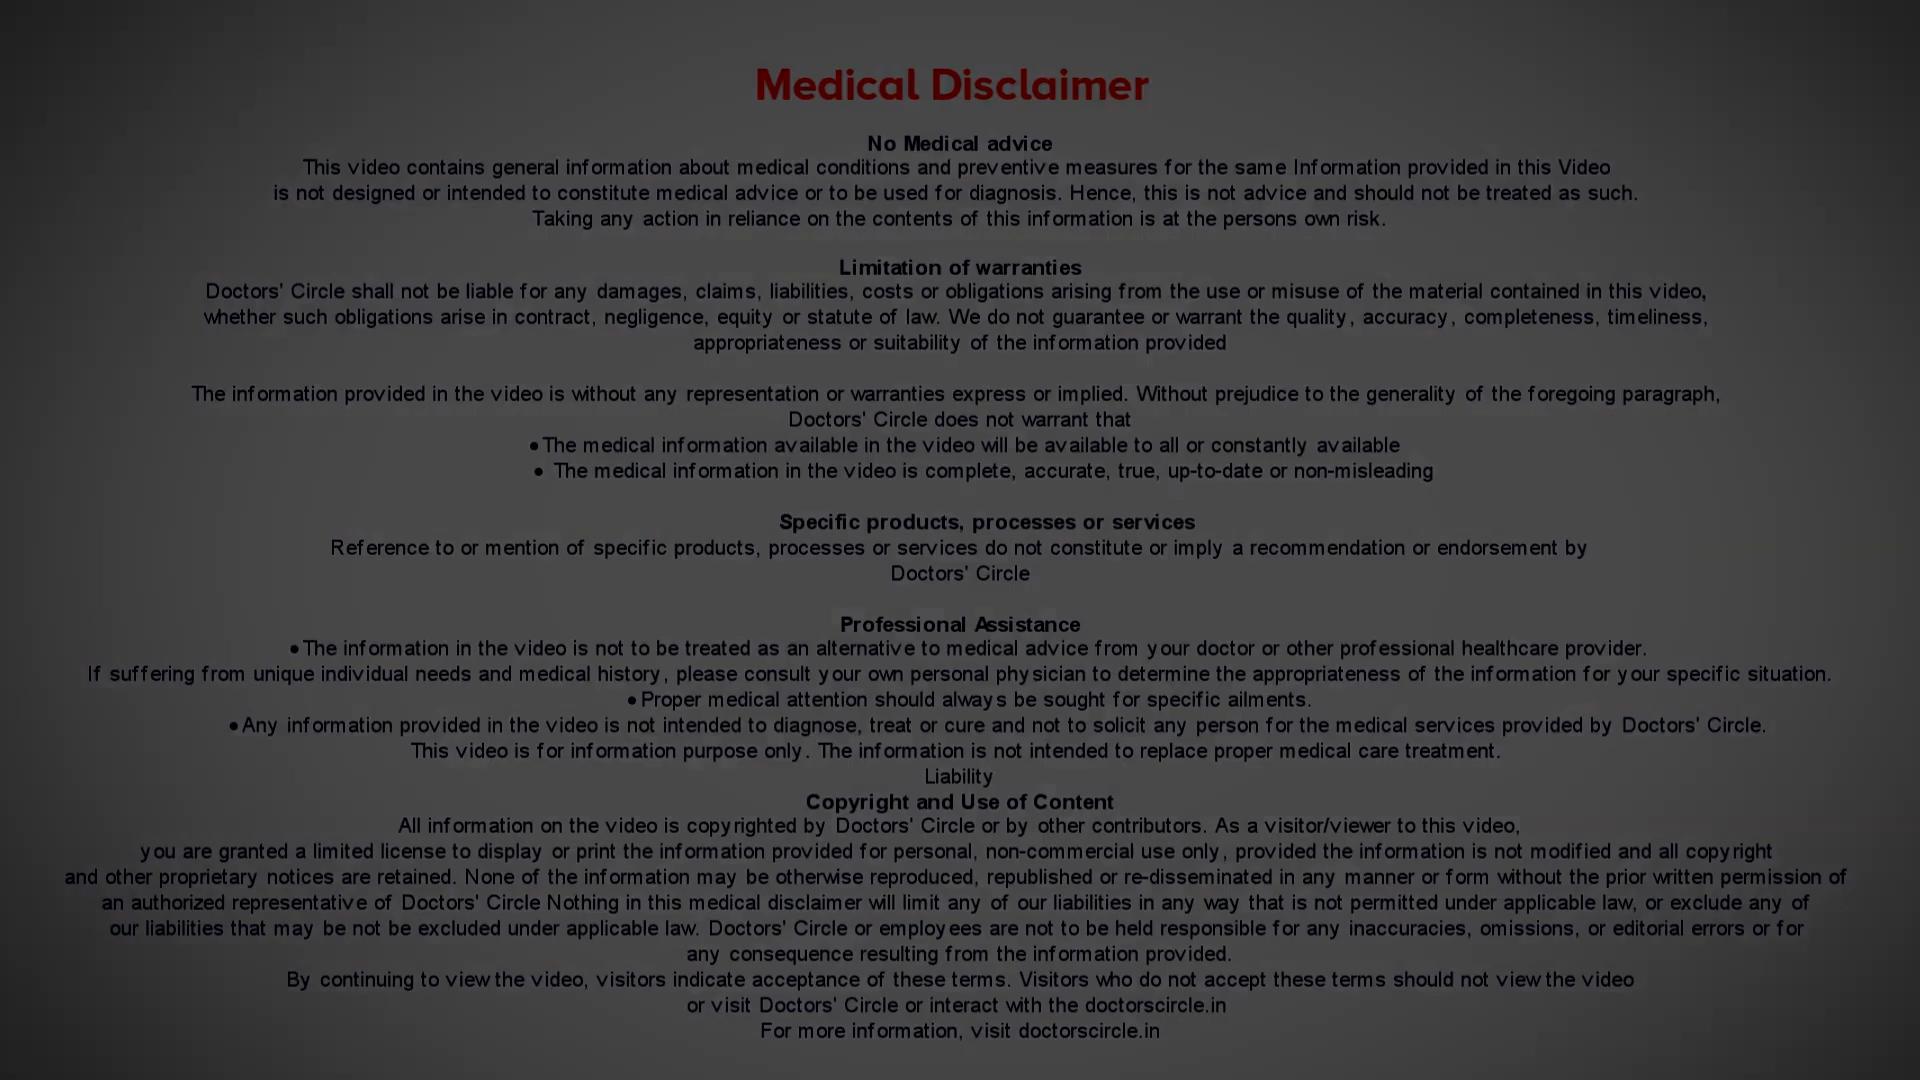 Medical Disclaimer
No Medical advice
This video contains general information about medical conditions and preventive measures for the same Information provided in this Video
is not designed or intended to constitute medical advice or to be used for diagnosis. Hence, this is not advice and should not be treated as such.
Taking any action in reliance on the contents of this information is at the persons own risk.
Limitation of warranties
Doctors' Circle shall not be liable for any damages, claims, liabilities, costs or obligations arising from the use or misuse of the material contained in this video,
whether such obligations arise in contract, negligence, equity or statute of law. We do not guarantee or warrant the quality, accuracy, completeness, timeliness,
appropriateness or suitability of the information provided
The information provided in the video is without any representation or warranties express or implied. Without prejudice to the generality of the foregoing paragraph,
Doctors' Circle does not warrant that
•The medical information available in the video will be available to all or constantly available
• The medical information in the video is complete, accurate, true, up-to-date or non-misleading
Specific products, processes or services
Reference to or mention of specific products, processes or services do not constitute or imply a recommendation or endorsement by
Doctors' Circle
Professional Assistance
•The information in the video is not to be treated as an alternative to medical advice from your doctor or other professional healthcare provider.
If suffering from unique individual needs and medical history, please consult your own personal physician to determine the appropriateness of the information for your specific situation.
•Proper medical attention should always be sought for specific ailments.
•Any information provided in the video is not intended to diagnose, treat or cure and not to solicit any person for the medical services provided by Doctors' Circle.
This video is for information purpose only. The information is not intended to replace proper medical care treatment.
Liability
Copyright and Use of Content
All information on the video is copyrighted by Doctors' Circle or by other contributors. As a visitor/viewer to this video,
you are granted a limited license to display or print the information provided for personal, non-commercial use only, provided the information is not modified and all copyright
and other proprietary notices are retained. None of the information may be otherwise reproduced, republished or re-disseminated in any manner or form without the prior written permission of
an authorized representative of Doctors' Circle Nothing in this medical disclaimer will limit any of our liabilities in any way that is not permitted under applicable law, or exclude any of
our liabilities that may be not be excluded under applicable law. Doctors' Circle or employees are not to be held responsible for any inaccuracies, omissions, or editorial errors or for
any consequence resulting from the information provided.
By continuing to view the video, visitors indicate acceptance of these terms. Visitors who do not accept these terms should not view the video
or visit Doctors' Circle or interact with the doctorscircle.in
For more information, visit doctorscircle.in